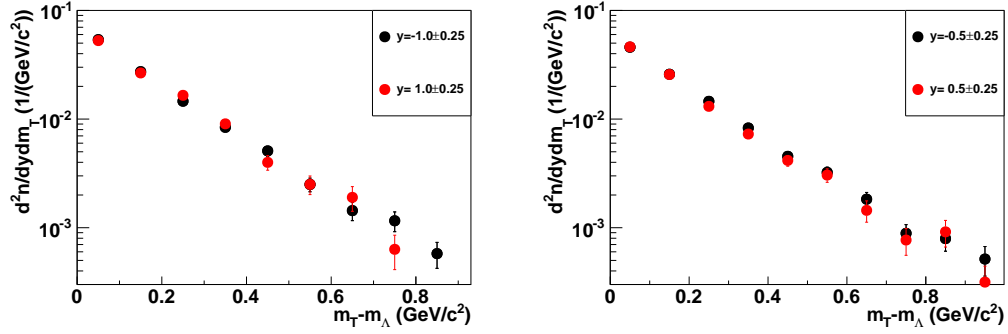 d²n/dydm_T (1/(GeV/c²))
10⁻¹
10⁻²
10⁻³
y=-1.0±0.25
y= 1.0±0.25
0 0.2 0.4 0.6 0.8
m_T-m_Λ (GeV/c²)
d²n/dydm_T (1/(GeV/c²))
10⁻¹
10⁻²
10⁻³
y=-0.5±0.25
y= 0.5±0.25
0 0.2 0.4 0.6 0.8
m_T-m_Λ (GeV/c²)